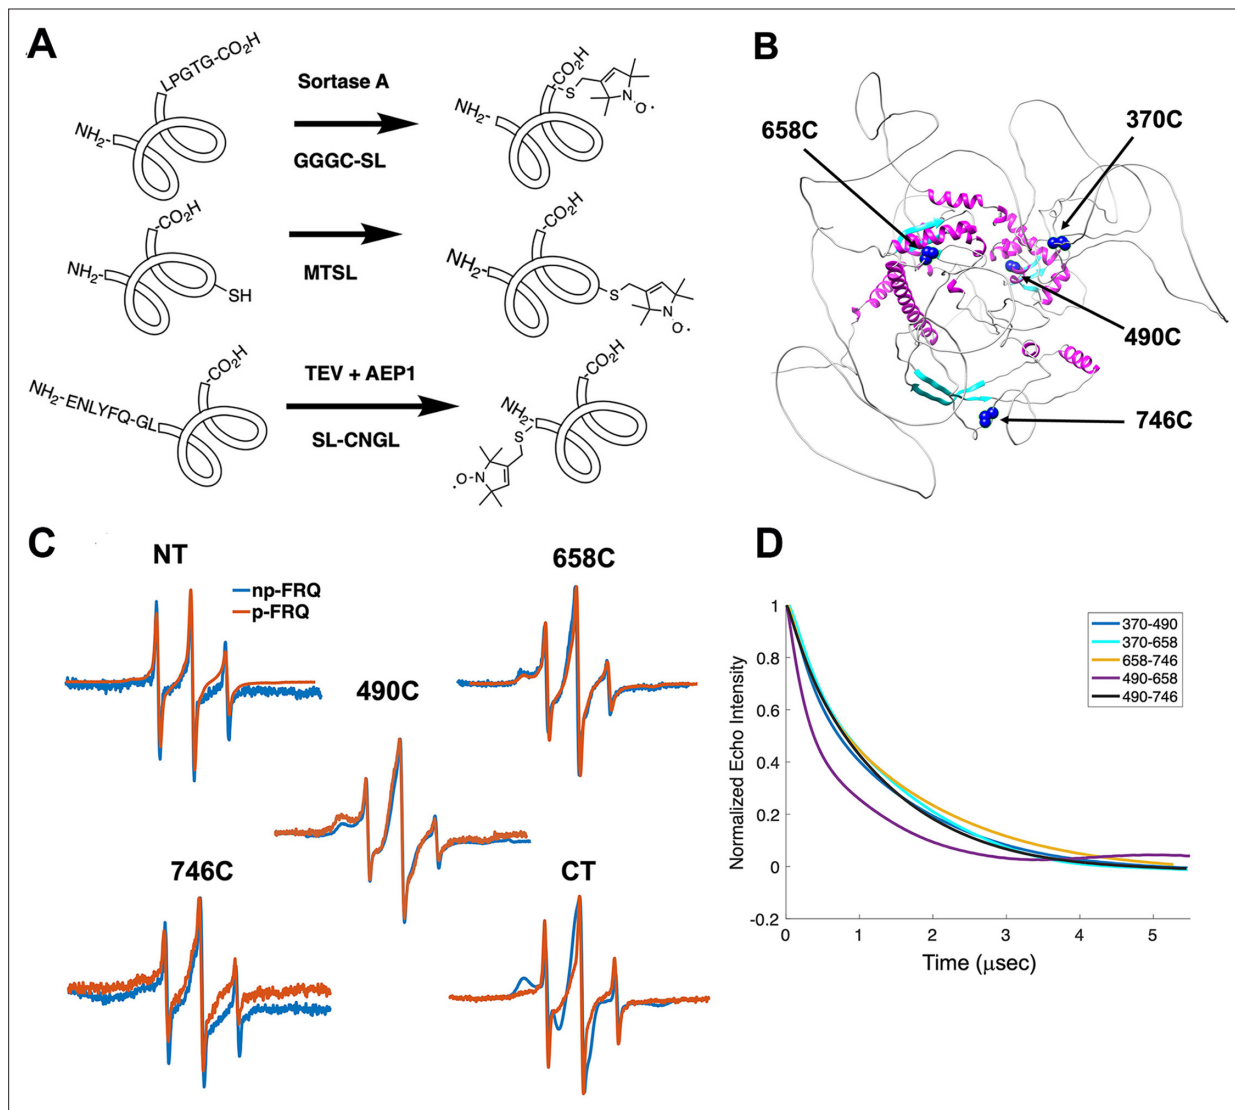 A
LPGTG-CO2H
NH2-
Sortase A
GGGC-SL
CO2H
S
N
O·
NH2-
CO2H
NH2-
SH
MTSL
CO2H
NH2-
S
N
O·
NH2-ENLYFQ-GL
CO2H
TEV + AEP1
SL-CNGL
CO2H
NH2-
S
·O-N
B
658C
370C
490C
746C
C
NT
np-FRQ
p-FRQ
658C
490C
746C
CT
D
Normalized Echo Intensity
1
0.8
0.6
0.4
0.2
0
-0.2
370-490
370-658
658-746
490-658
490-746
0 1 2 3 4 5
Time (μsec)